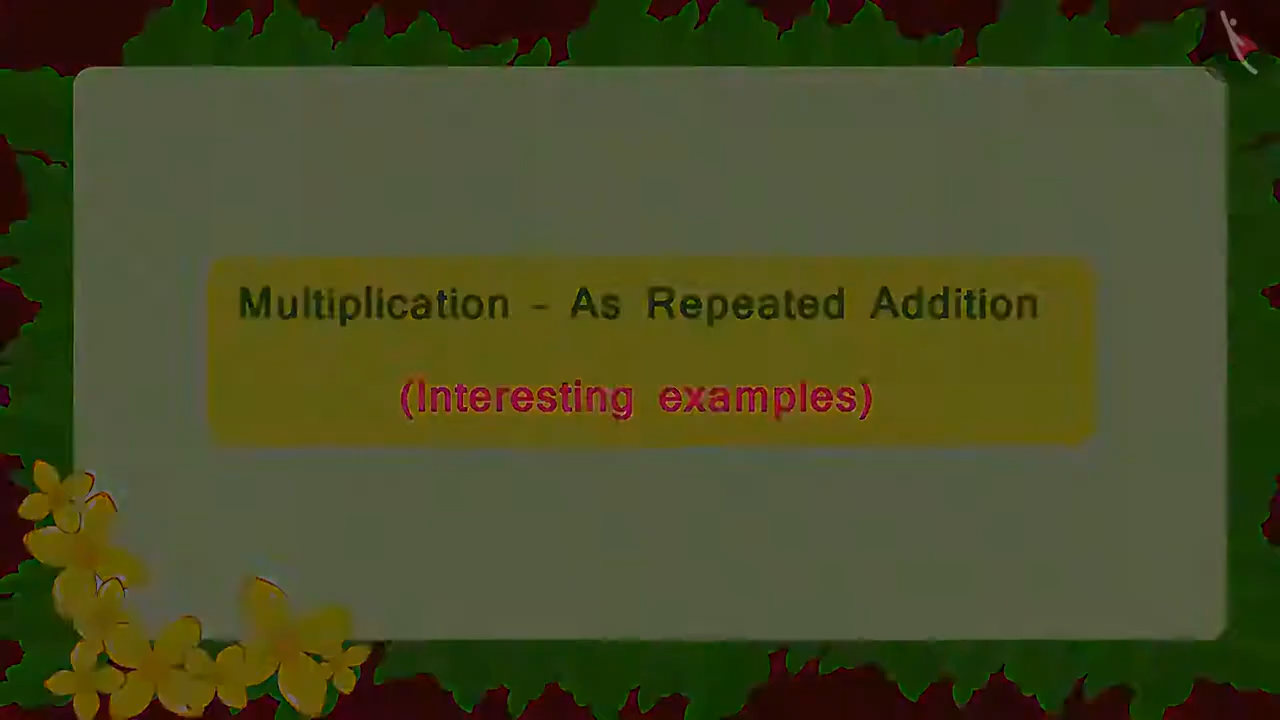 Multiplication - As Repeated Addition
(Interesting examples)